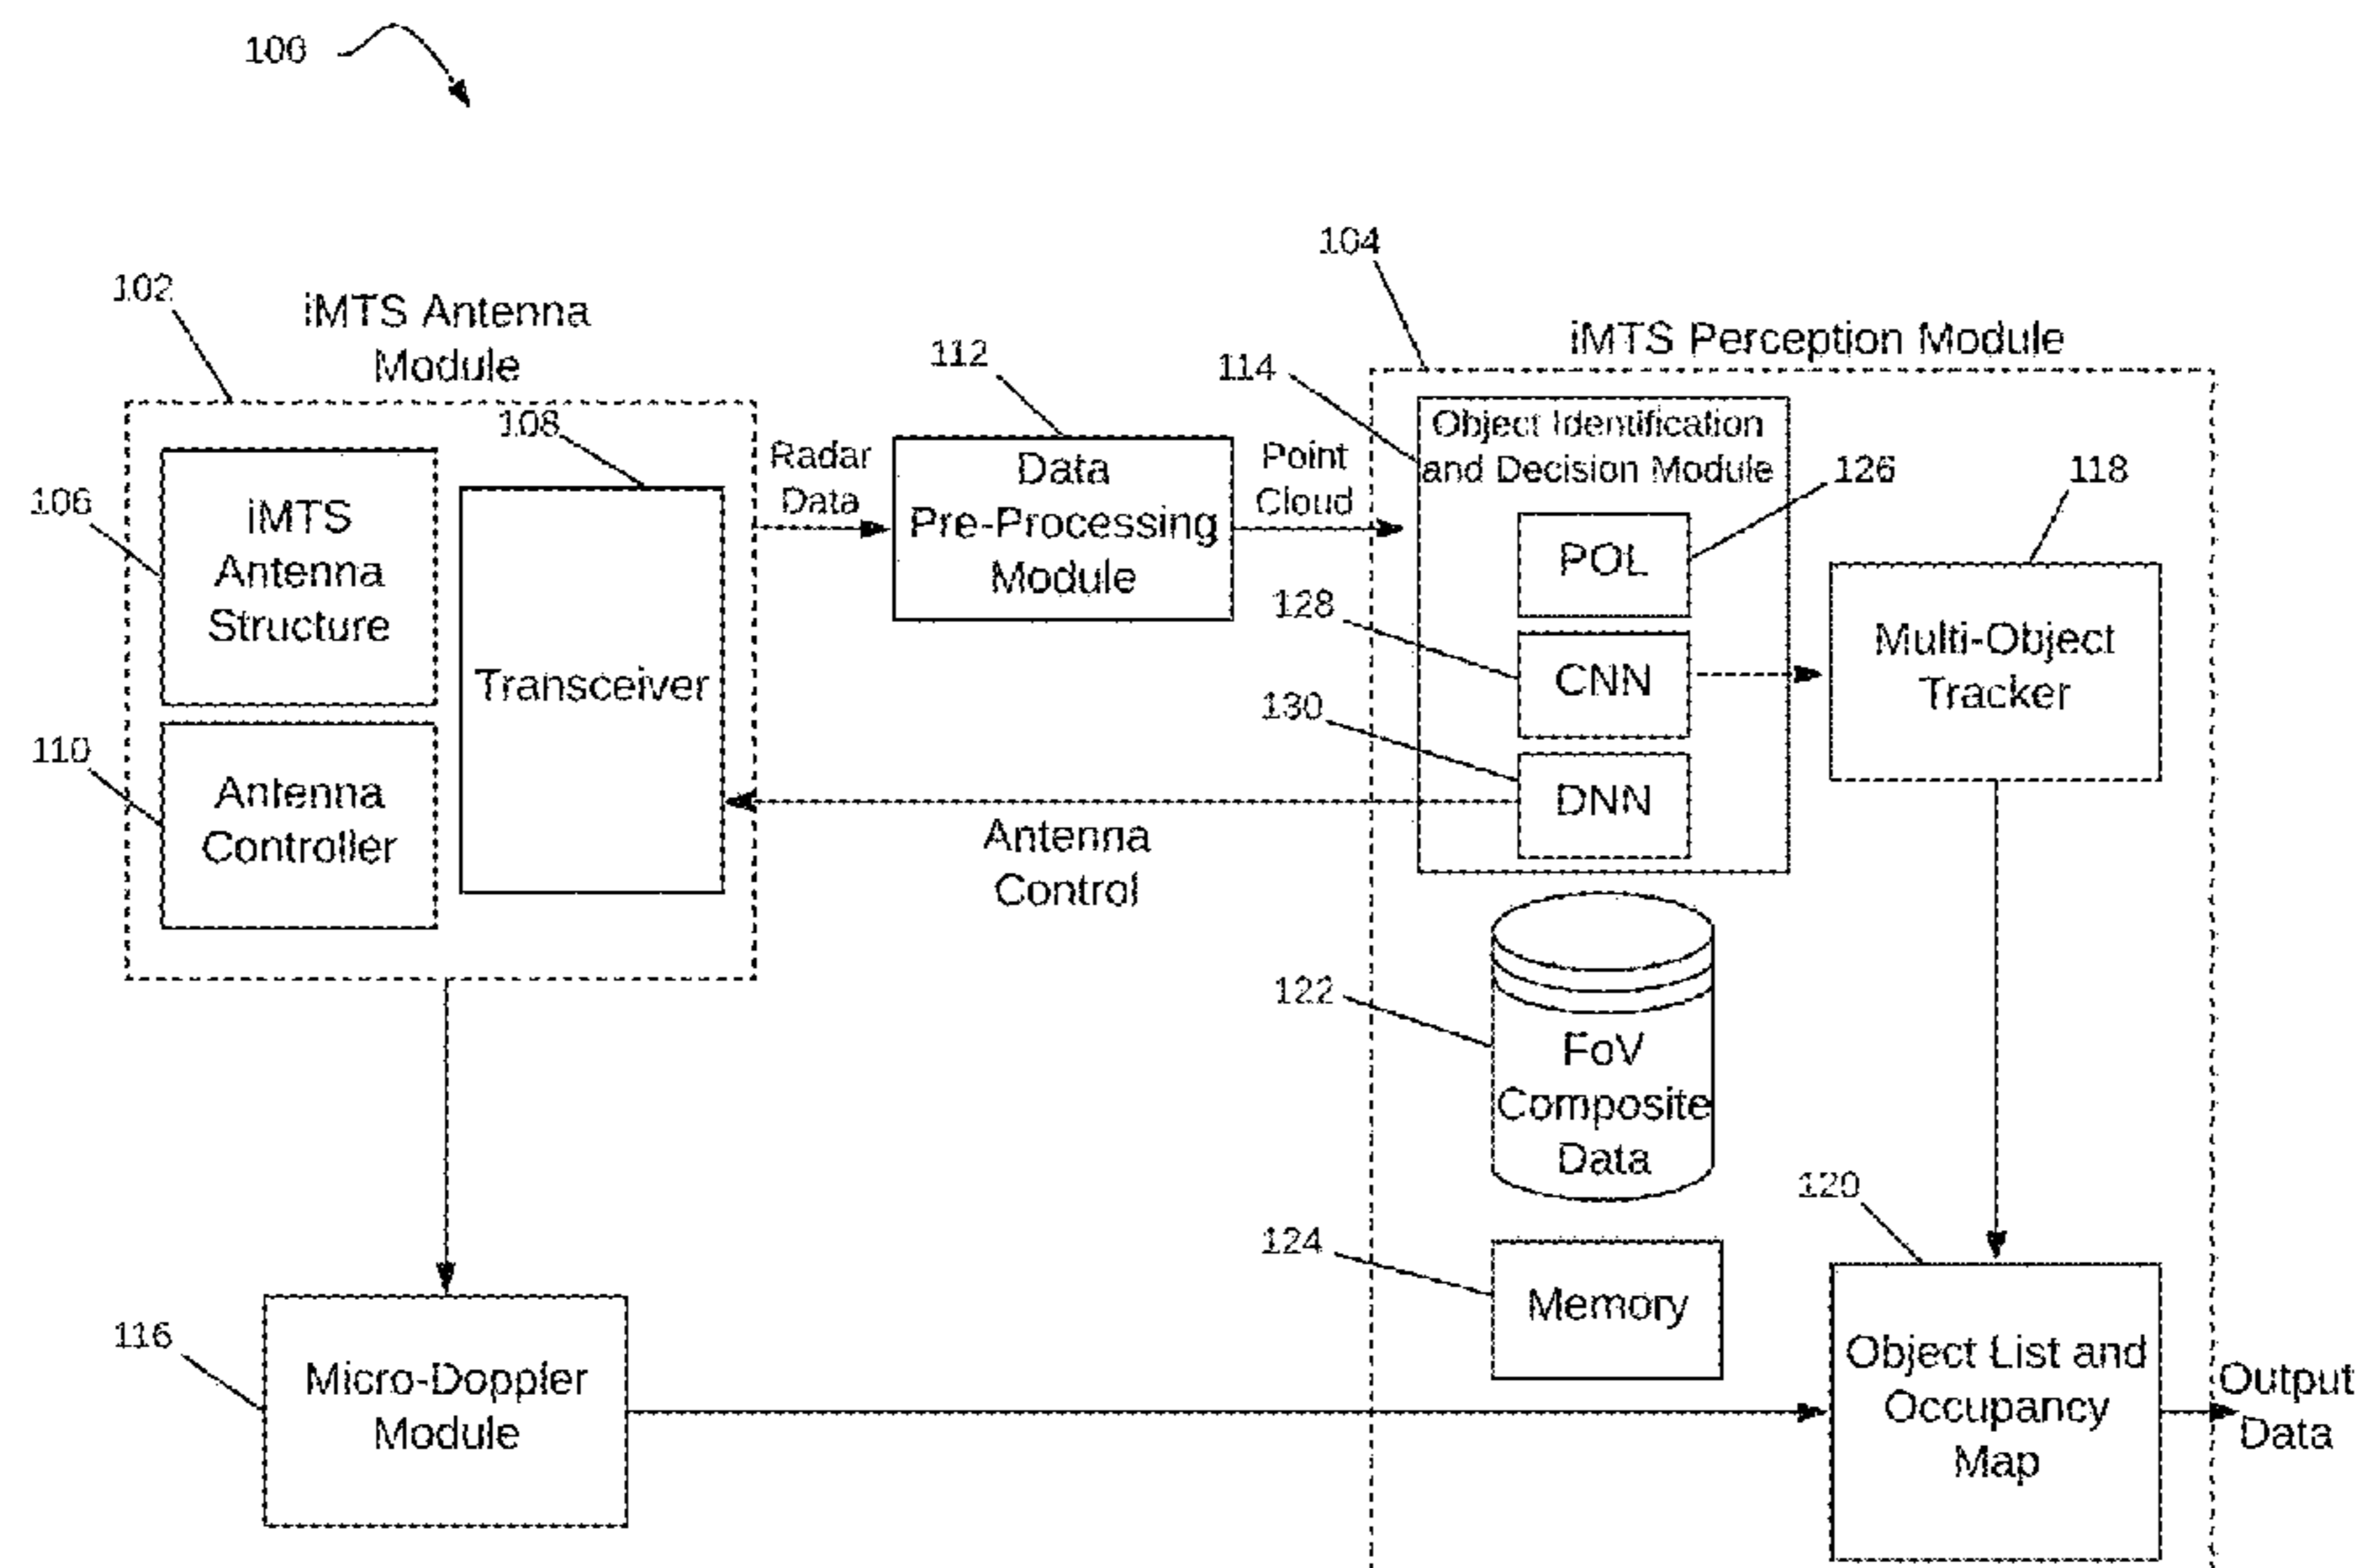 100
104
102
iMTS Antenna
Module
iMTS Perception Module
112
114
108
Radar
Data
Data
Pre-Processing
Module
Point
Cloud
Object Identification
and Decision Module
126
118
106
iMTS
Antenna
Structure
Transceiver
POL
128
CNN
Multi-Object
Tracker
130
DNN
110
Antenna
Controller
Antenna
Control
122
FoV
Composite
Data
120
124
Memory
116
Micro-Doppler
Module
Object List and
Occupancy
Map
Output
Data